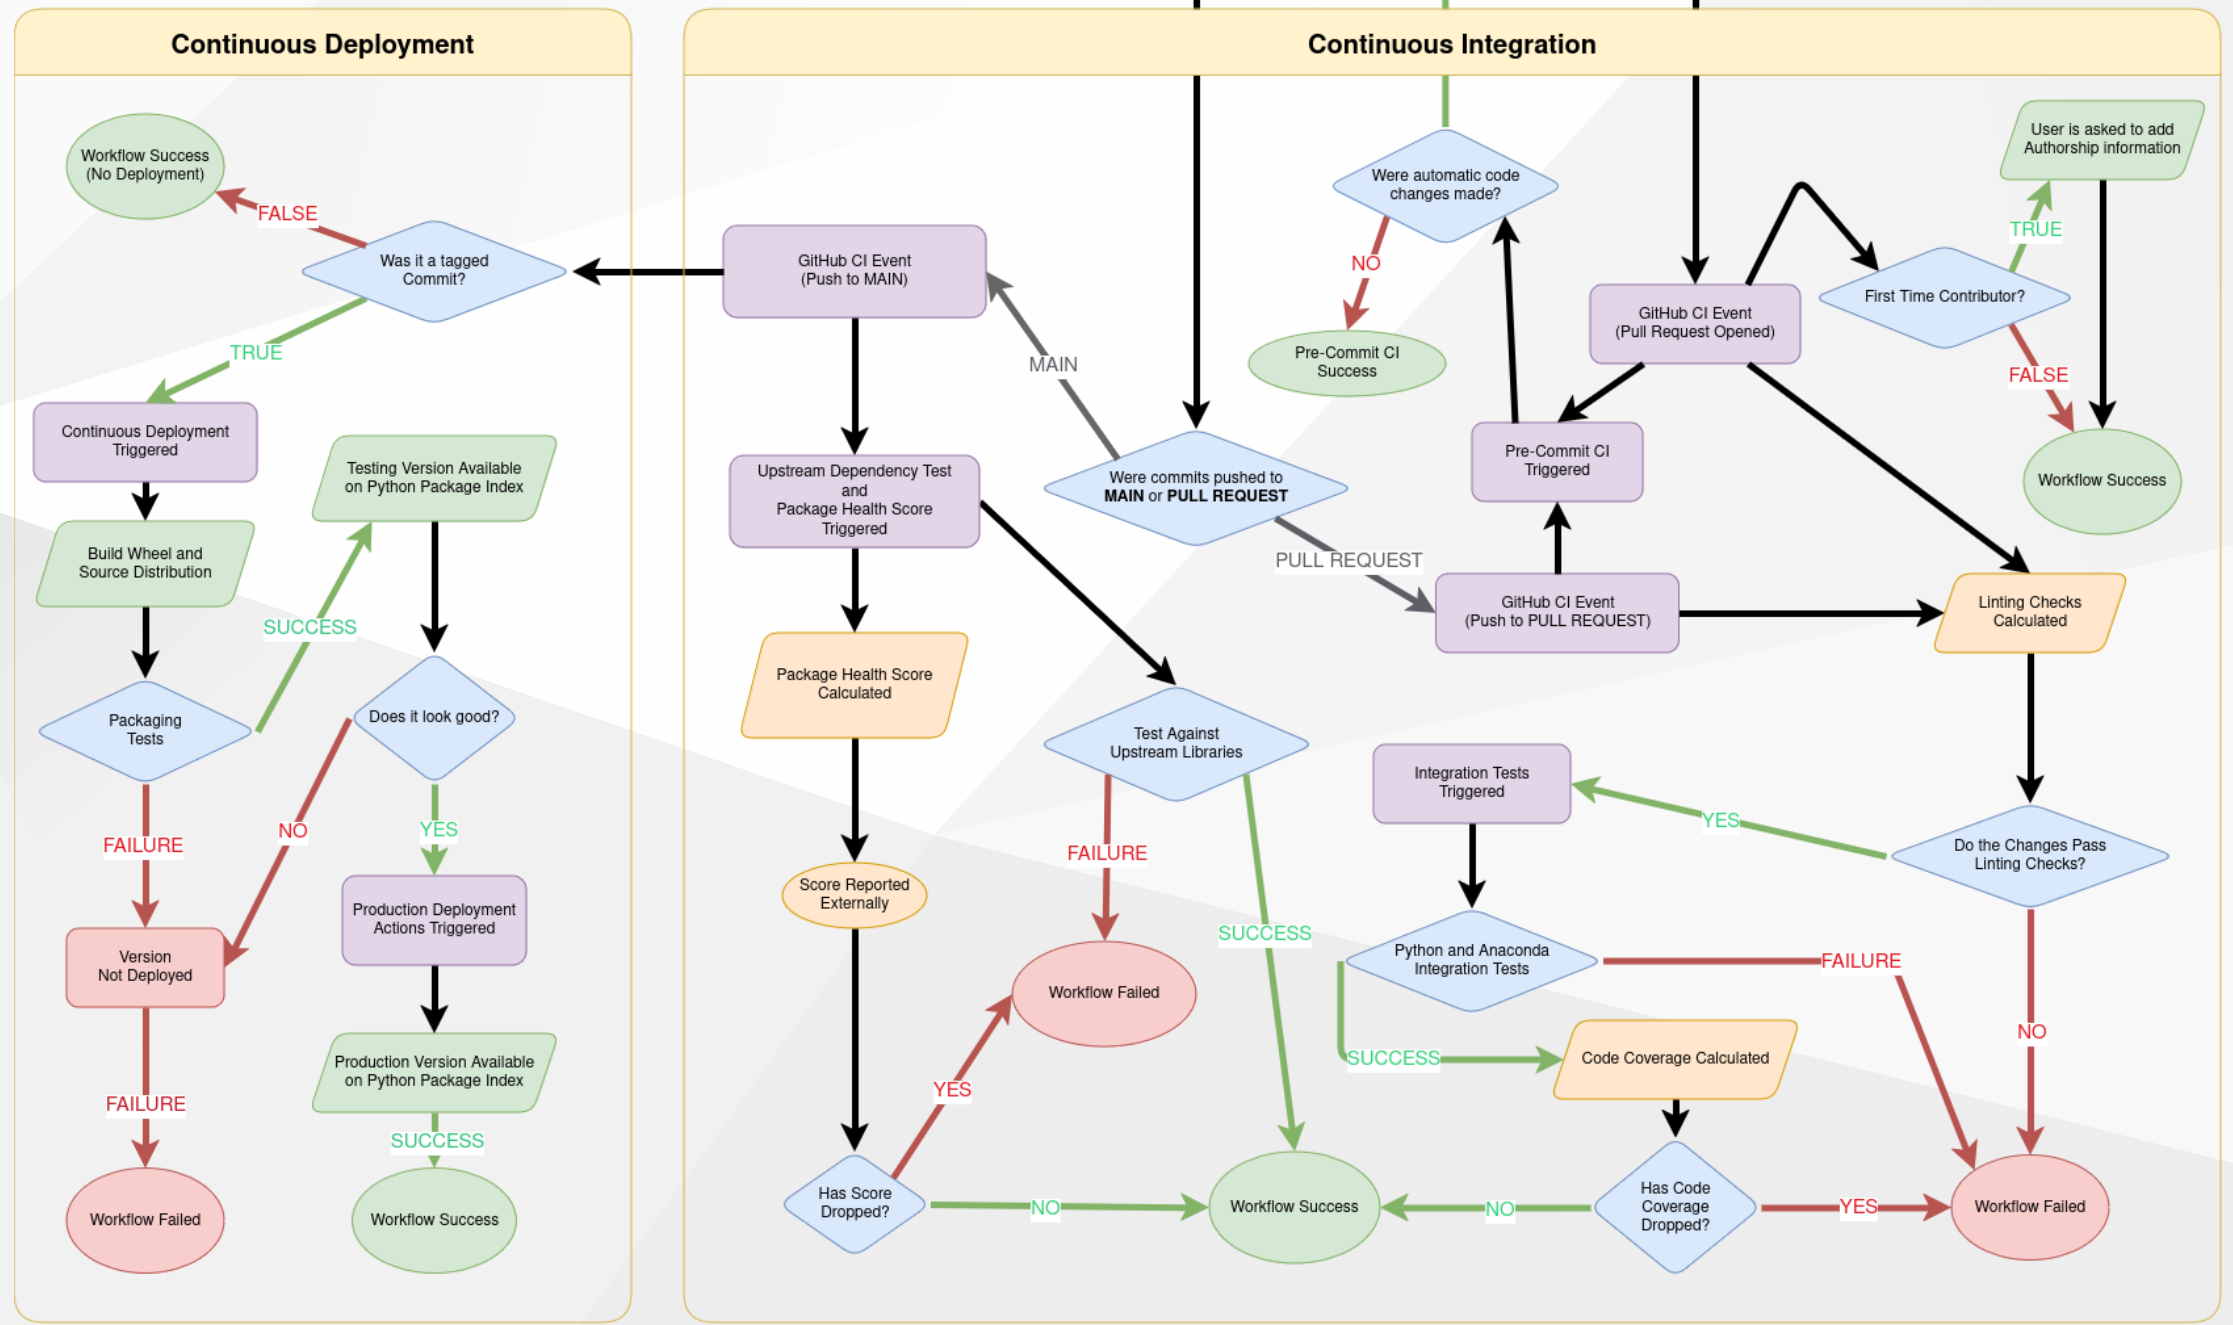 Continuous Deployment
Workflow Success
(No Deployment)
FALSE
Was it a tagged
Commit?
TRUE
Continuous Deployment
Triggered
Build Wheel and
Source Distribution
Packaging
Tests
SUCCESS
Testing Version Available
on Python Package Index
Does it look good?
FAILURE
NO
YES
Version
Not Deployed
Production Deployment
Actions Triggered
Production Version Available
on Python Package Index
FAILURE
SUCCESS
Workflow Failed
Workflow Success
Continuous Integration
GitHub CI Event
(Push to MAIN)
MAIN
Were commits pushed to
MAIN or PULL REQUEST
PULL REQUEST
Upstream Dependency Test
and
Package Health Score
Triggered
Package Health Score
Calculated
Score Reported
Externally
Has Score
Dropped?
YES
NO
Test Against
Upstream Libraries
FAILURE
SUCCESS
Workflow Failed
Workflow Success
Were automatic code
changes made?
NO
Pre-Commit CI
Success
Pre-Commit CI
Triggered
GitHub CI Event
(Push to PULL REQUEST)
GitHub CI Event
(Pull Request Opened)
First Time Contributor?
TRUE
User is asked to add
Authorship information
FALSE
Workflow Success
Linting Checks
Calculated
Do the Changes Pass
Linting Checks?
YES
NO
Integration Tests
Triggered
Python and Anaconda
Integration Tests
FAILURE
SUCCESS
Code Coverage Calculated
Has Code
Coverage
Dropped?
NO
YES
Workflow Failed